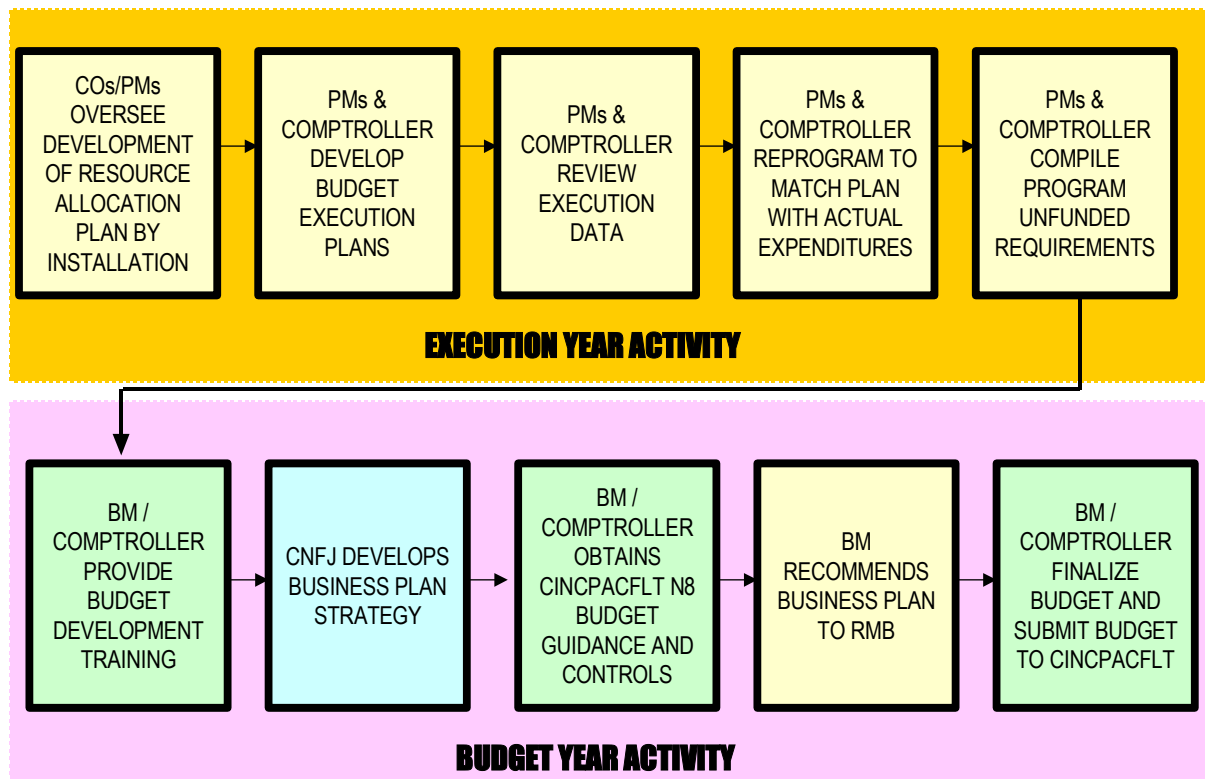 COs/PMs
OVERSEE
DEVELOPMENT
OF RESOURCE
ALLOCATION
PLAN BY
INSTALLATION
PMs &
COMPTROLLER
DEVELOP
BUDGET
EXECUTION
PLANS
PMs &
COMPTROLLER
REVIEW
EXECUTION
DATA
PMs &
COMPTROLLER
REPROGRAM TO
MATCH PLAN
WITH ACTUAL
EXPENDITURES
PMs &
COMPTROLLER
COMPILE
PROGRAM
UNFUNDED
REQUIREMENTS
EXECUTION YEAR ACTIVITY
BM /
COMPTROLLER
PROVIDE
BUDGET
DEVELOPMENT
TRAINING
CNFJ DEVELOPS
BUSINESS PLAN
STRATEGY
BM /
COMPTROLLER
OBTAINS
CINCPACFLT N8
BUDGET
GUIDANCE AND
CONTROLS
BM
RECOMMENDS
BUSINESS PLAN
TO RMB
BM /
COMPTROLLER
FINALIZE
BUDGET AND
SUBMIT BUDGET
TO CINCPACFLT
BUDGET YEAR ACTIVITY